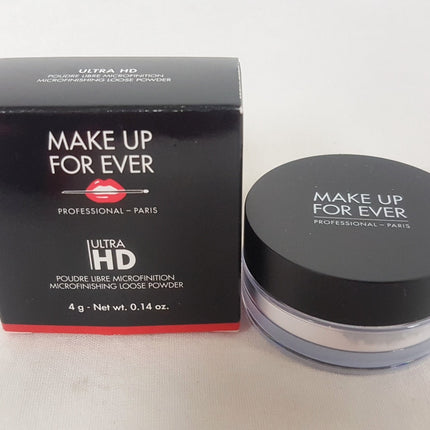 ULTRA HD
POUDRE LIBRE MICROFINITION
MICROFINISHING LOOSE POWDER
MAKE UP
FOR EVER
PROFESSIONAL – PARIS
ULTRA
HD
POUDRE LIBRE MICROFINITION
MICROFINISHING LOOSE POWDER
4 g - Net wt. 0.14 oz.
MAKE UP
FOR EVER
PROFESSIONAL – PARIS